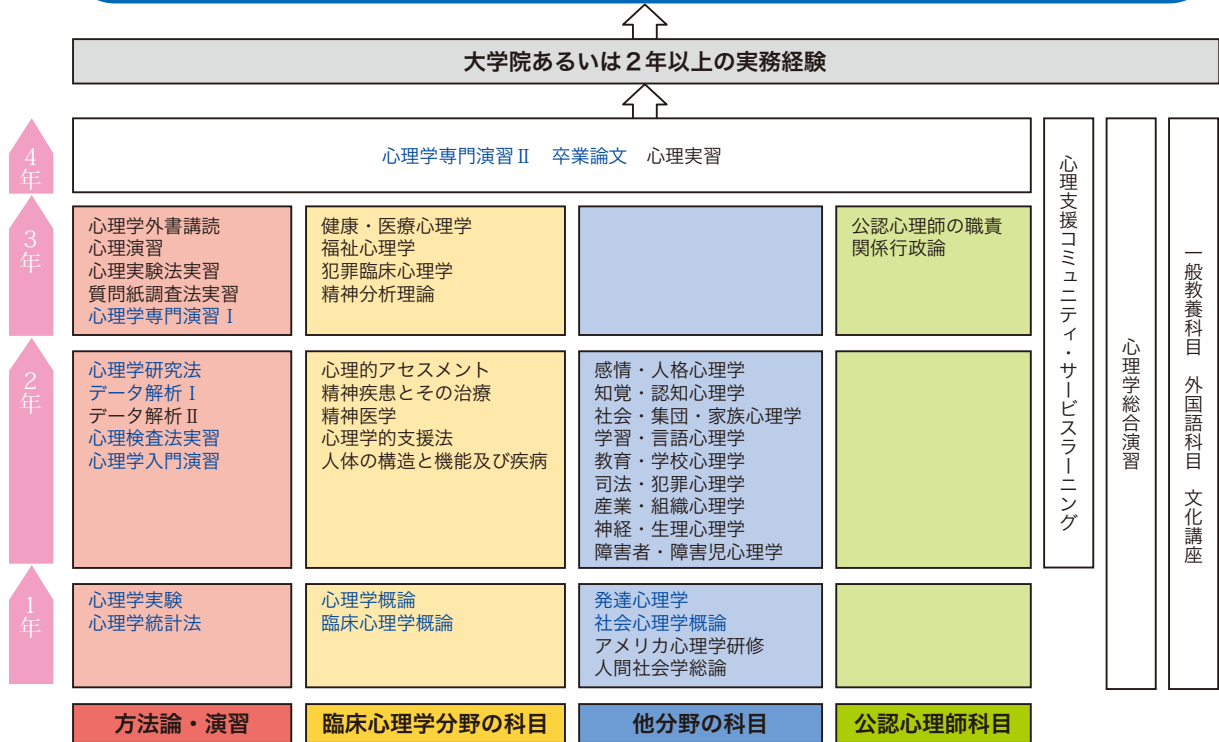 大学院あるいは２年以上の実務経験
4年
心理学専門演習Ⅱ　卒業論文　心理実習
3年
心理学外書講読
心理演習
心理実験法実習
質問紙調査法実習
心理学専門演習Ⅰ
健康・医療心理学
福祉心理学
犯罪臨床心理学
精神分析理論
公認心理師の職責
関係行政論
2年
心理学研究法
データ解析Ⅰ
データ解析Ⅱ
心理検査法実習
心理学入門演習
心理的アセスメント
精神疾患とその治療
精神医学
心理学的支援法
人体の構造と機能及び疾病
感情・人格心理学
知覚・認知心理学
社会・集団・家族心理学
学習・言語心理学
教育・学校心理学
司法・犯罪心理学
産業・組織心理学
神経・生理心理学
障害者・障害児心理学
1年
心理学実験
心理学統計法
心理学概論
臨床心理学概論
発達心理学
社会心理学概論
アメリカ心理学研修
人間社会学総論
心理支援コミュニティ・サービスラーニング
心理学総合演習
一般教養科目　外国語科目　文化講座
方法論・演習
臨床心理学分野の科目
他分野の科目
公認心理師科目